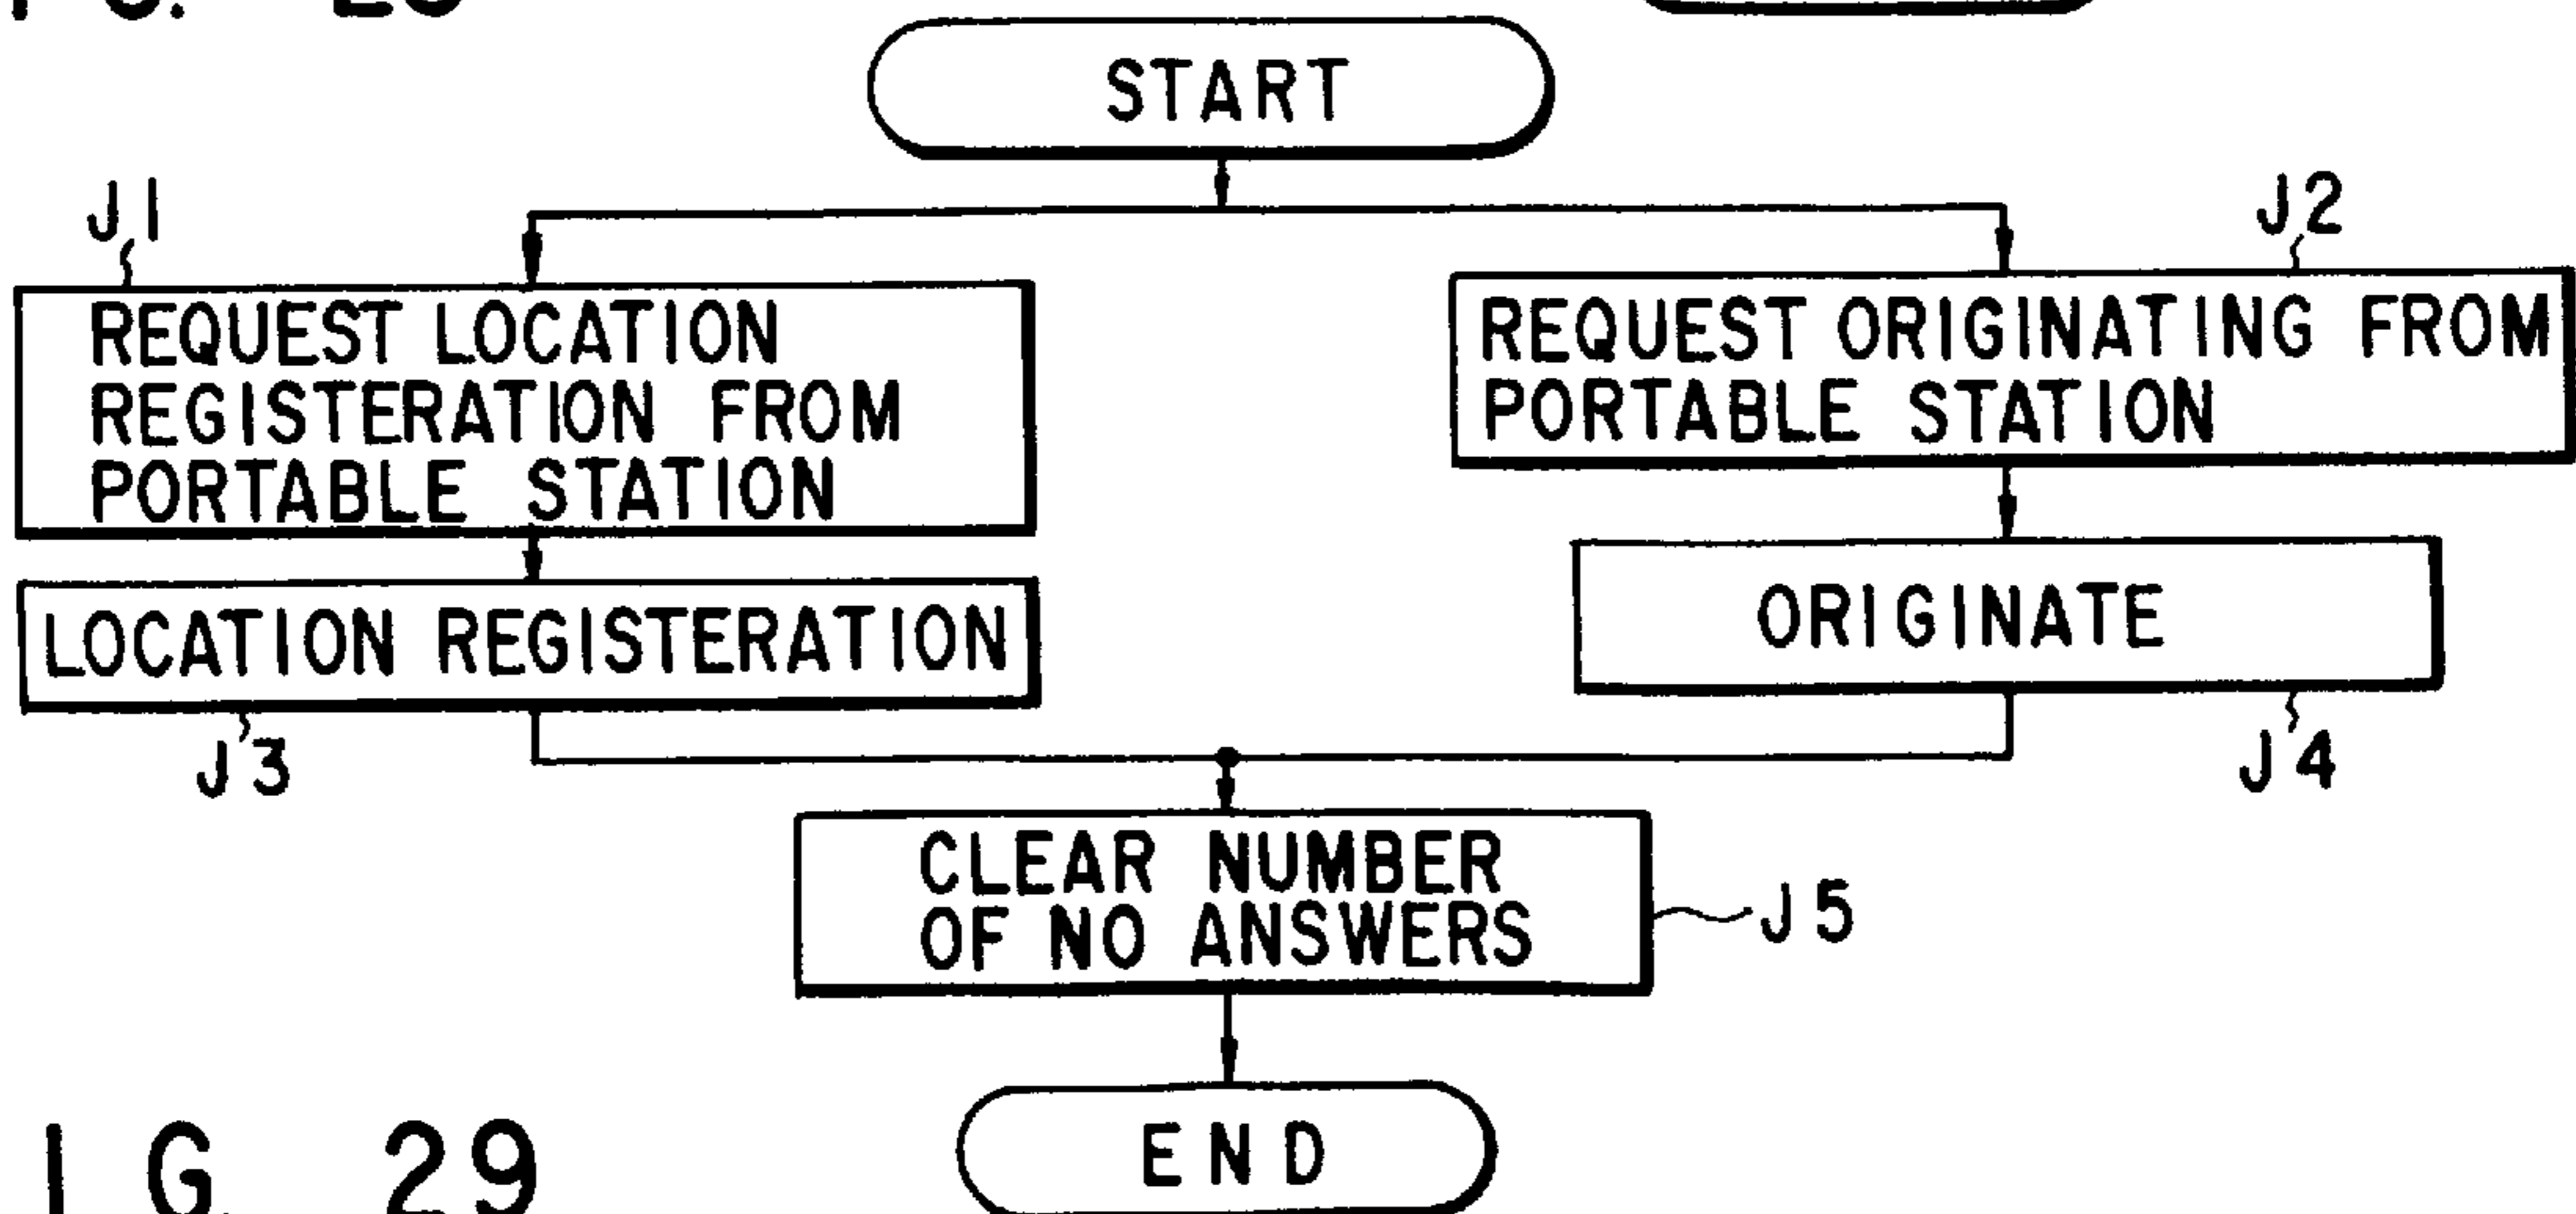 START
J1
J2
REQUEST LOCATION
REGISTERATION FROM
PORTABLE STATION
REQUEST ORIGINATING FROM
PORTABLE STATION
LOCATION REGISTERATION
ORIGINATE
J3
J4
CLEAR NUMBER
OF NO ANSWERS
J5
END
IG. 29